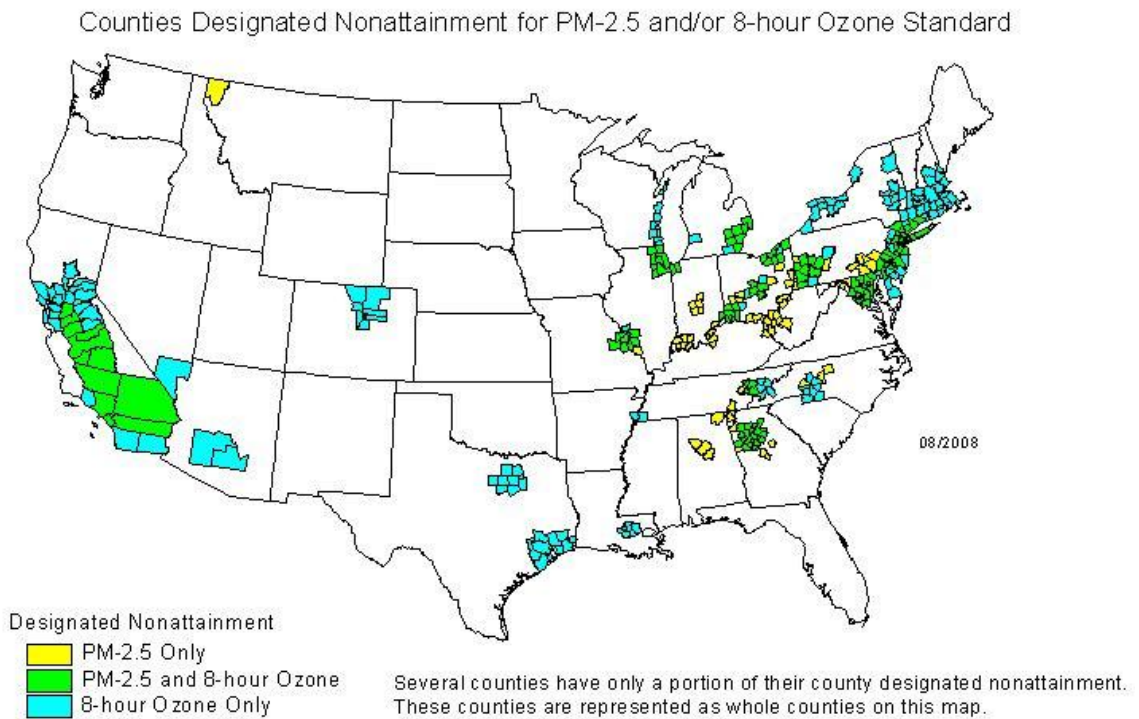 Counties Designated Nonattainment for PM-2.5 and/or 8-hour Ozone Standard
08/2008
Designated Nonattainment
PM-2.5 Only
PM-2.5 and 8-hour Ozone
8-hour Ozone Only
Several counties have only a portion of their county designated nonattainment.
These counties are represented as whole counties on this map.